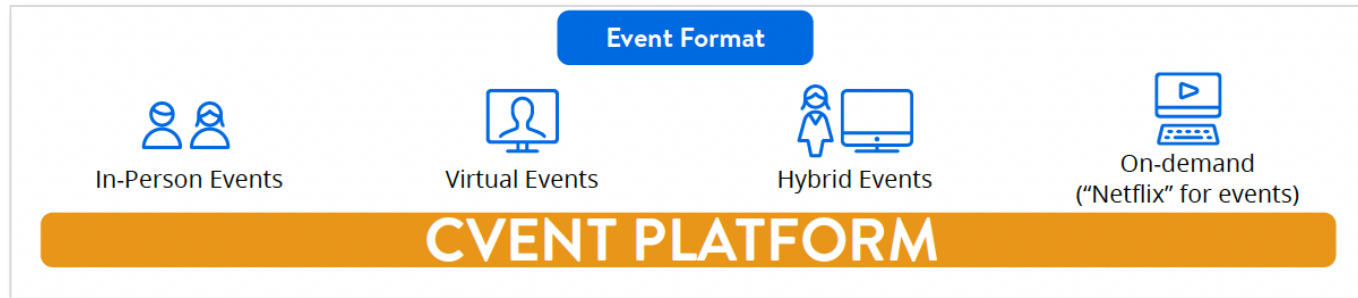 Event Format
In-Person Events
Virtual Events
Hybrid Events
On-demand
(“Netflix” for events)
CVENT PLATFORM